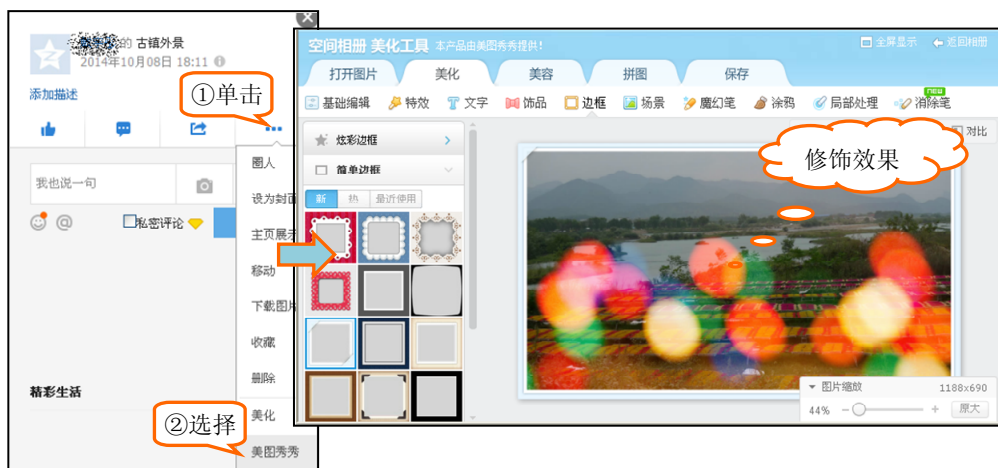 的 古镇外景
2014年10月08日 18:11
添加描述
①单击
圈人
我也说一句
设为封面
私密评论
主页展示
移动
下载图片
收藏
删除
精彩生活
美化
②选择
美图秀秀
空间相册 美化工具 本产品由美图秀秀提供!
全屏显示 返回相册
打开图片 美化 美容 拼图 保存
基础编辑 特效 文字 饰品 边框 场景 魔幻笔 涂鸦 局部处理 消除笔
new
对比
炫彩边框
简单边框
新 热 最近使用
修饰效果
图片缩放 1188x690
44% - + 原大